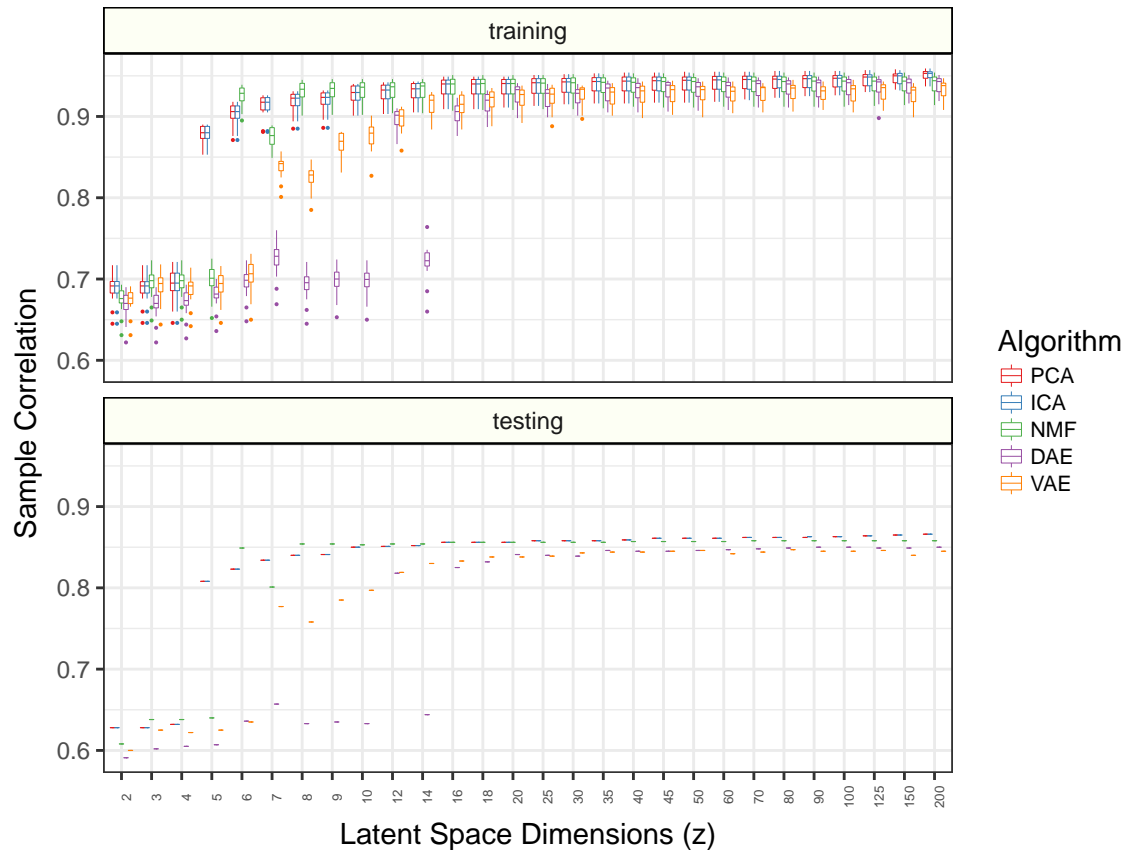 training
0.9
0.8
0.7
0.6
testing
0.9
0.8
0.7
0.6
Sample Correlation
2 3 4 5 6 7 8 9 10 12 14 16 18 20 25 30 35 40 45 50 60 70 80 90 100 125 150 200
Latent Space Dimensions (z)
Algorithm
PCA
ICA
NMF
DAE
VAE